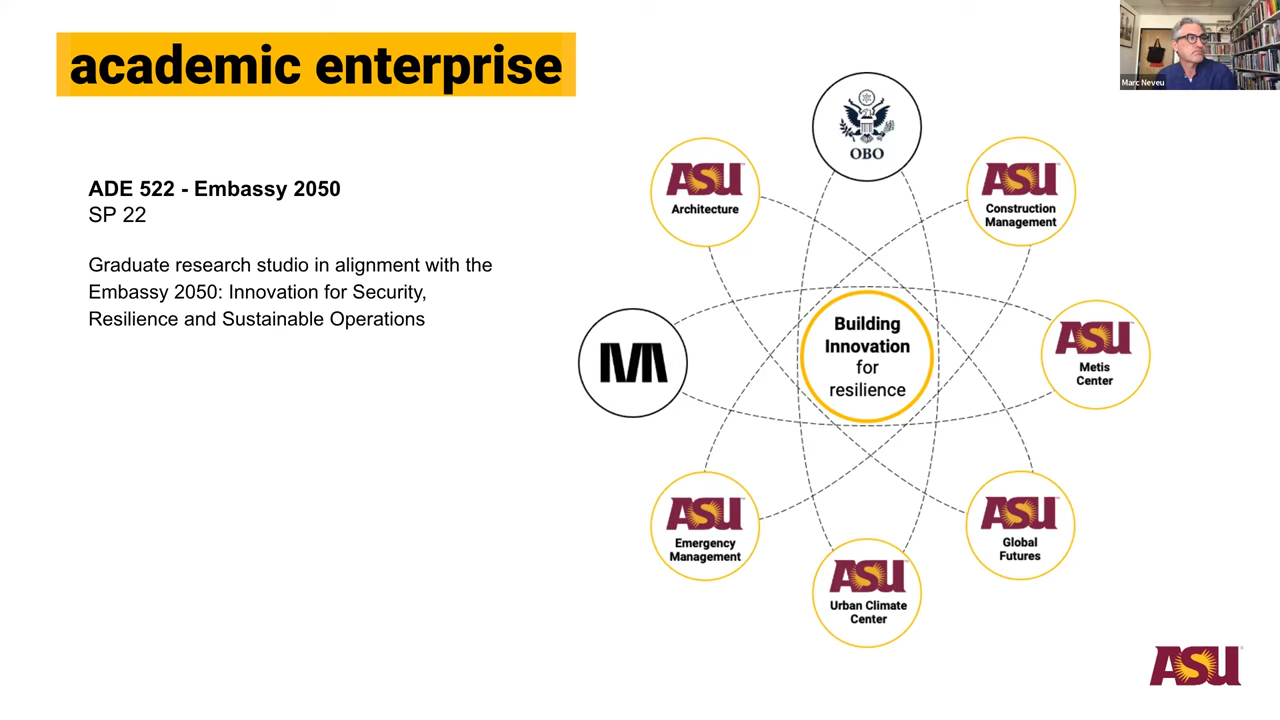 academic enterprise
Marc Neveu
ADE 522 - Embassy 2050
SP 22
Graduate research studio in alignment with the
Embassy 2050: Innovation for Security,
Resilience and Sustainable Operations
OBO
ASU
Architecture
ASU
Construction
Management
Building
Innovation
for
resilience
ASU
Metis
Center
ASU
Emergency
Management
ASU
Global
Futures
ASU
Urban Climate
Center
ASU